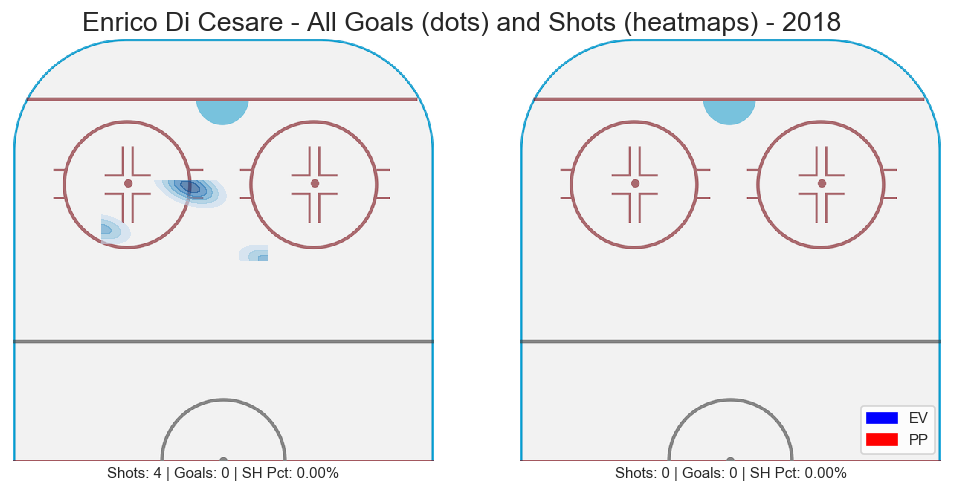 Enrico Di Cesare - All Goals (dots) and Shots (heatmaps) - 2018
EV
PP
Shots: 4 | Goals: 0 | SH Pct: 0.00%
Shots: 0 | Goals: 0 | SH Pct: 0.00%